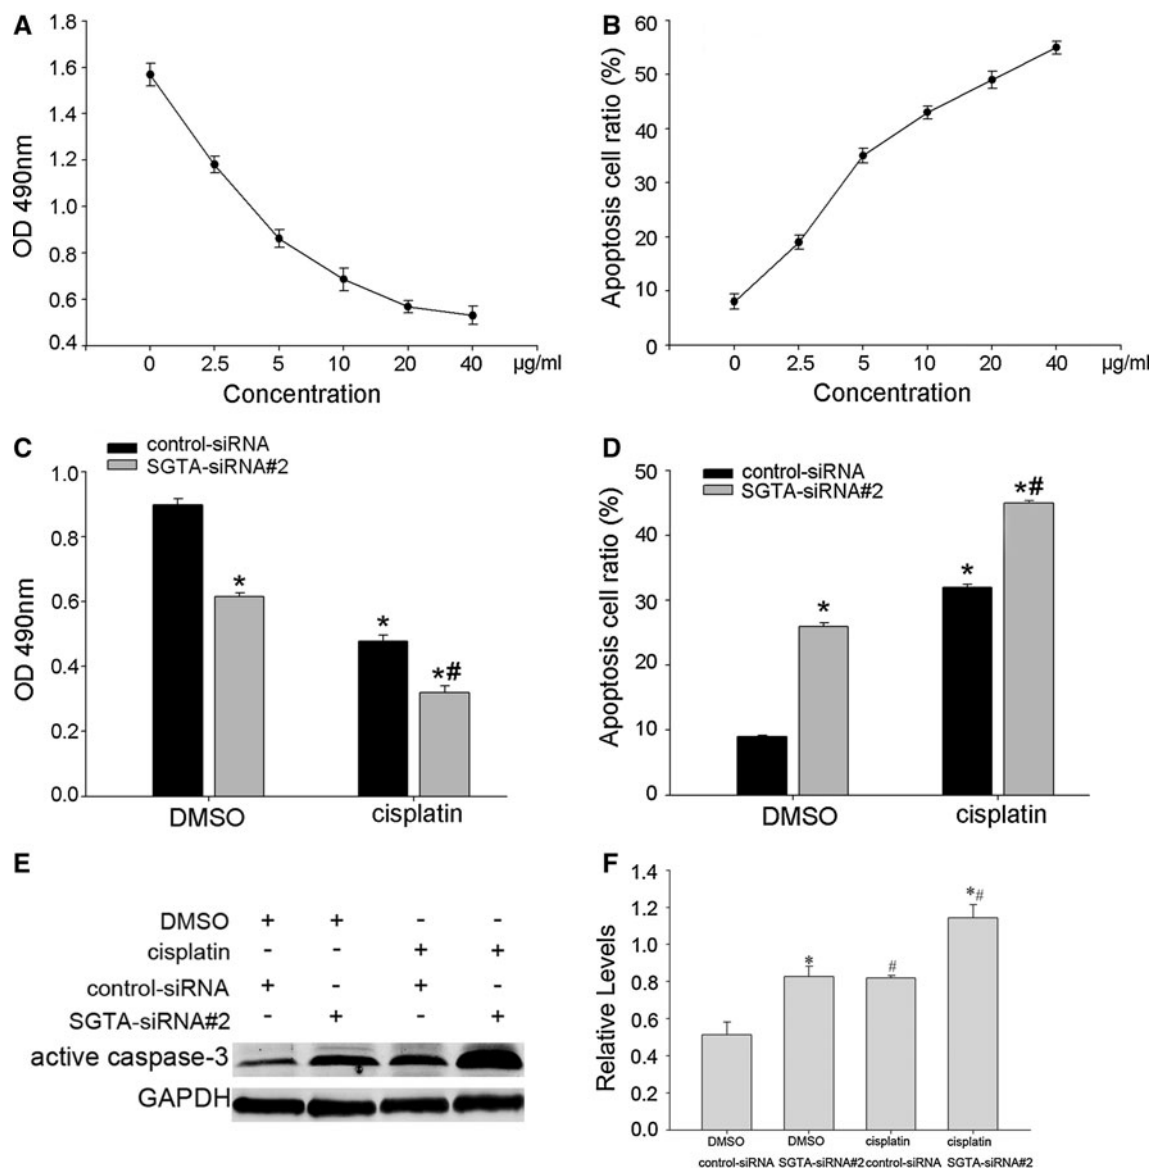 A
OD 490nm
1.8
1.6
1.4
1.2
1.0
0.8
0.6
0.4
0 2.5 5 10 20 40 µg/ml
Concentration
B
Apoptosis cell ratio (%)
60
50
40
30
20
10
0
0 2.5 5 10 20 40 µg/ml
Concentration
C
control-siRNA
SGTA-siRNA#2
OD 490nm
1.0
0.8
0.6
0.4
0.2
0.0
*
*
*#
DMSO cisplatin
D
control-siRNA
SGTA-siRNA#2
Apoptosis cell ratio (%)
50
40
30
20
10
0
*
*
*#
DMSO cisplatin
E
DMSO + + - -
cisplatin - - + +
control-siRNA + - + -
SGTA-siRNA#2 - + - +
active caspase-3
GAPDH
F
Relative Levels
1.4
1.2
1.0
0.8
0.6
0.4
0.2
0.0
*
#
*#
DMSO DMSO cisplatin cisplatin
control-siRNA SGTA-siRNA#2 control-siRNA SGTA-siRNA#2